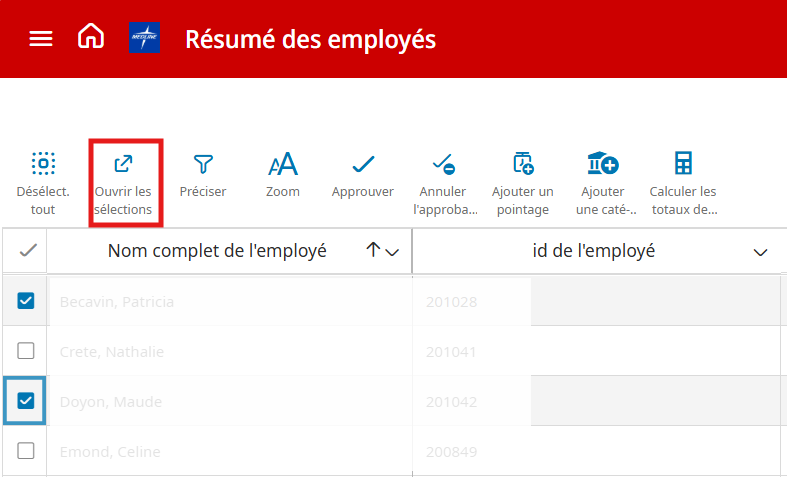 MEDLINE
Résumé des employés
Désélect. tout
Ouvrir les sélections
Préciser
Zoom
Approuver
Annuler l'approba...
Ajouter un pointage
Ajouter une caté-..
Calculer les totaux de...
Nom complet de l'employé
id de l'employé
Becavin, Patricia 201028
Crete, Nathalie 201041
Doyon, Maude 201042
Emond, Celine 200849